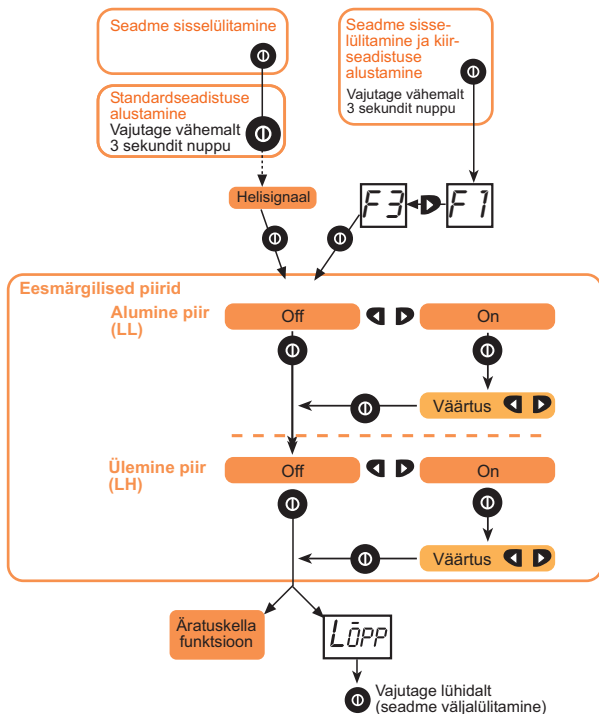 Seadme sisselülitamine
Standardseadistuse
alustamine
Vajutage vähemalt
3 sekundit nuppu
Seadme sisse-
lülitamine ja kiir-
seadistuse
alustamine
Vajutage vähemalt
3 sekundit nuppu
Helisignaal
F3
F1
Eesmärgilised piirid
Alumine piir
(LL)
Off
On
Väärtus
Ülemine piir
(LH)
Off
On
Väärtus
Äratuskella
funktsioon
LōPP
Vajutage lühidalt
(seadme väljalülitamine)